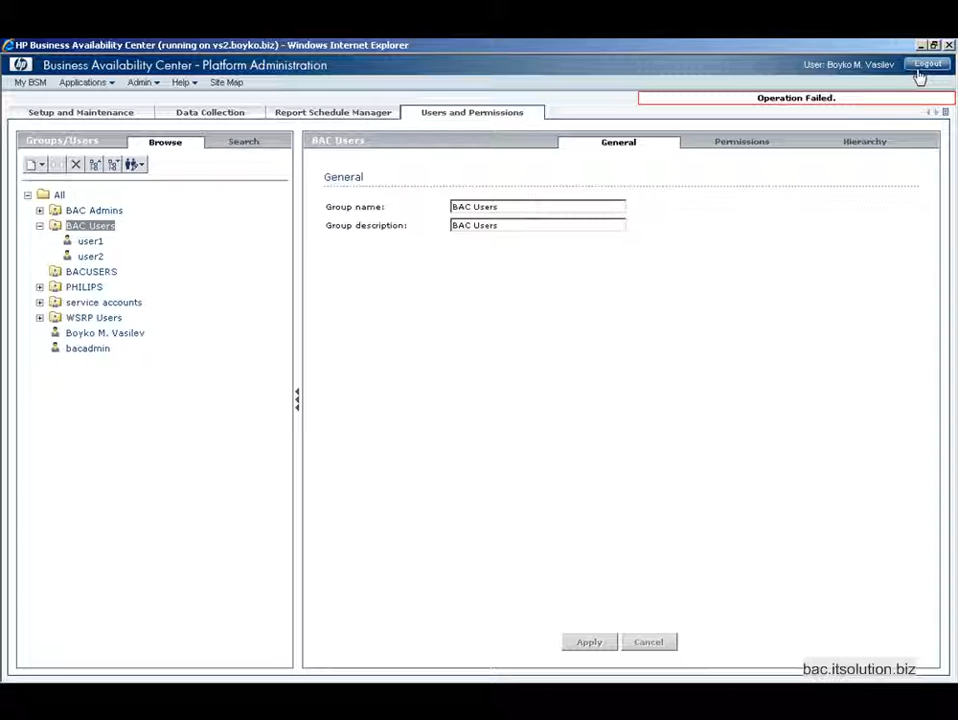 HP Business Availability Center (running on vs2.boyko.biz) - Windows Internet Explorer
hp Business Availability Center - Platform Administration User: Boyko M. Vasilev Logout
My BSM Applications Admin Help Site Map
Operation Failed.
Setup and Maintenance Data Collection Report Schedule Manager Users and Permissions
Groups/Users Browse Search
BAC Users General Permissions Hierarchy
General
All
BAC Admins
BAC Users
user1
user2
BACUSERS
PHILIPS
service accounts
WSRP Users
Boyko M. Vasilev
bacadmin
Group name: BAC Users
Group description: BAC Users
Apply Cancel
bac.itsolution.biz